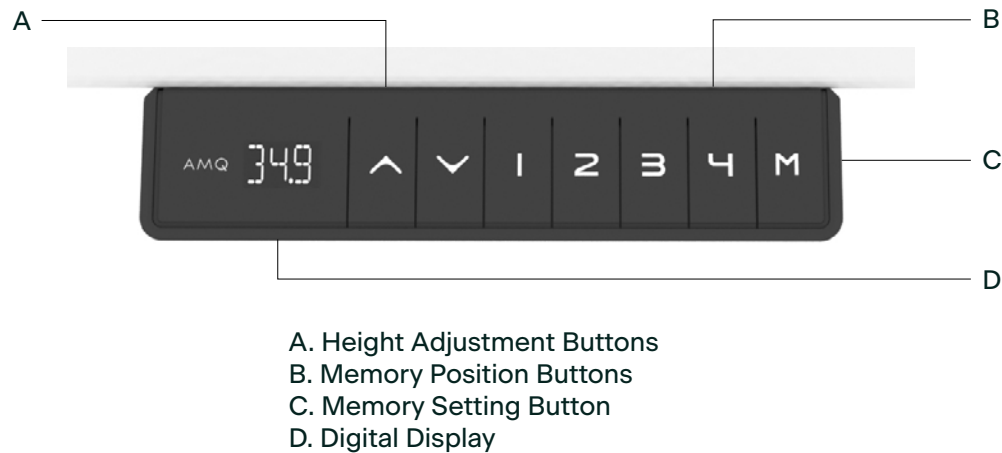 A
B
AMQ 34.9 1 2 3 4 M
C
D
A. Height Adjustment Buttons
B. Memory Position Buttons
C. Memory Setting Button
D. Digital Display